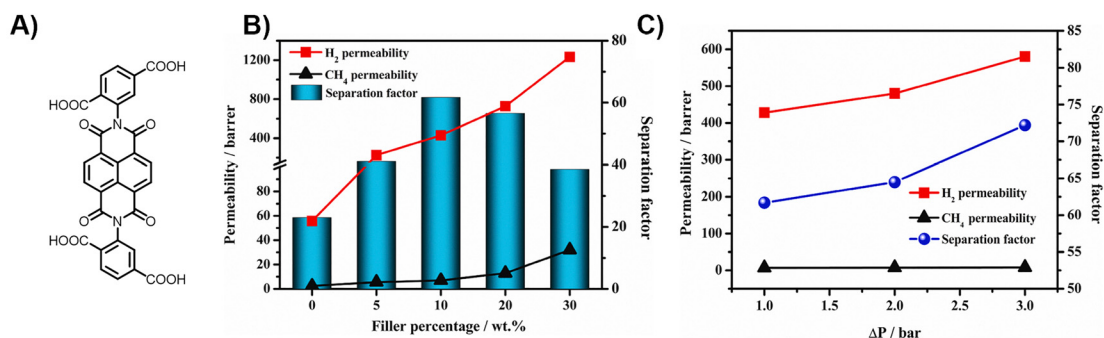 A)
COOH
HOOC
O
N
O
O
N
O
HOOC
COOH
B)
H2 permeability
CH4 permeability
Separation factor
Permeability / barrer
1200
800
400
80
60
40
20
0
80
60
40
20
0
Separation factor
0 5 10 20 30
Filler percentage / wt.%
C)
Permeability / barrer
600
500
400
300
200
100
0
H2 permeability
CH4 permeability
Separation factor
85
80
75
70
65
60
55
50
Separation factor
1.0 1.5 2.0 2.5 3.0
ΔP / bar